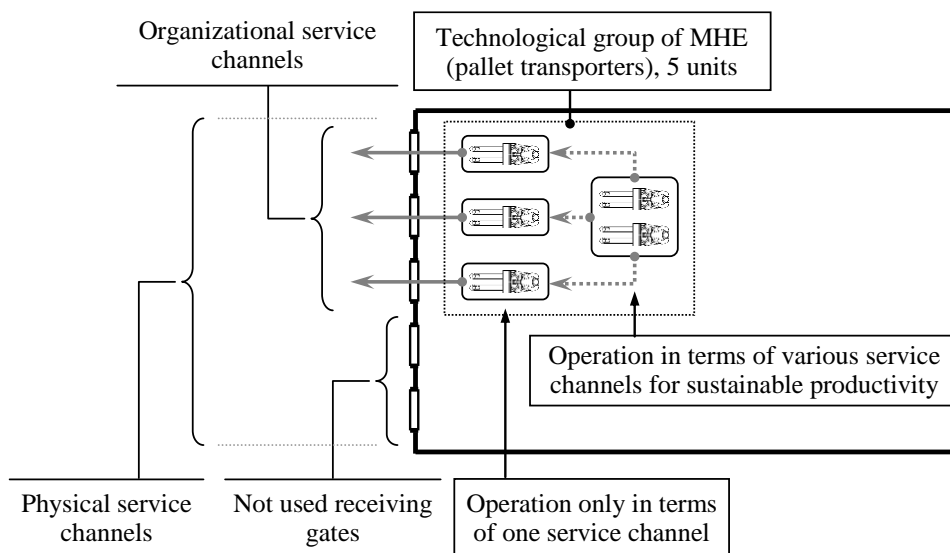 Organizational service
channels
Technological group of MHE
(pallet transporters), 5 units
Operation in terms of various service
channels for sustainable productivity
Physical service
channels
Not used receiving
gates
Operation only in terms
of one service channel